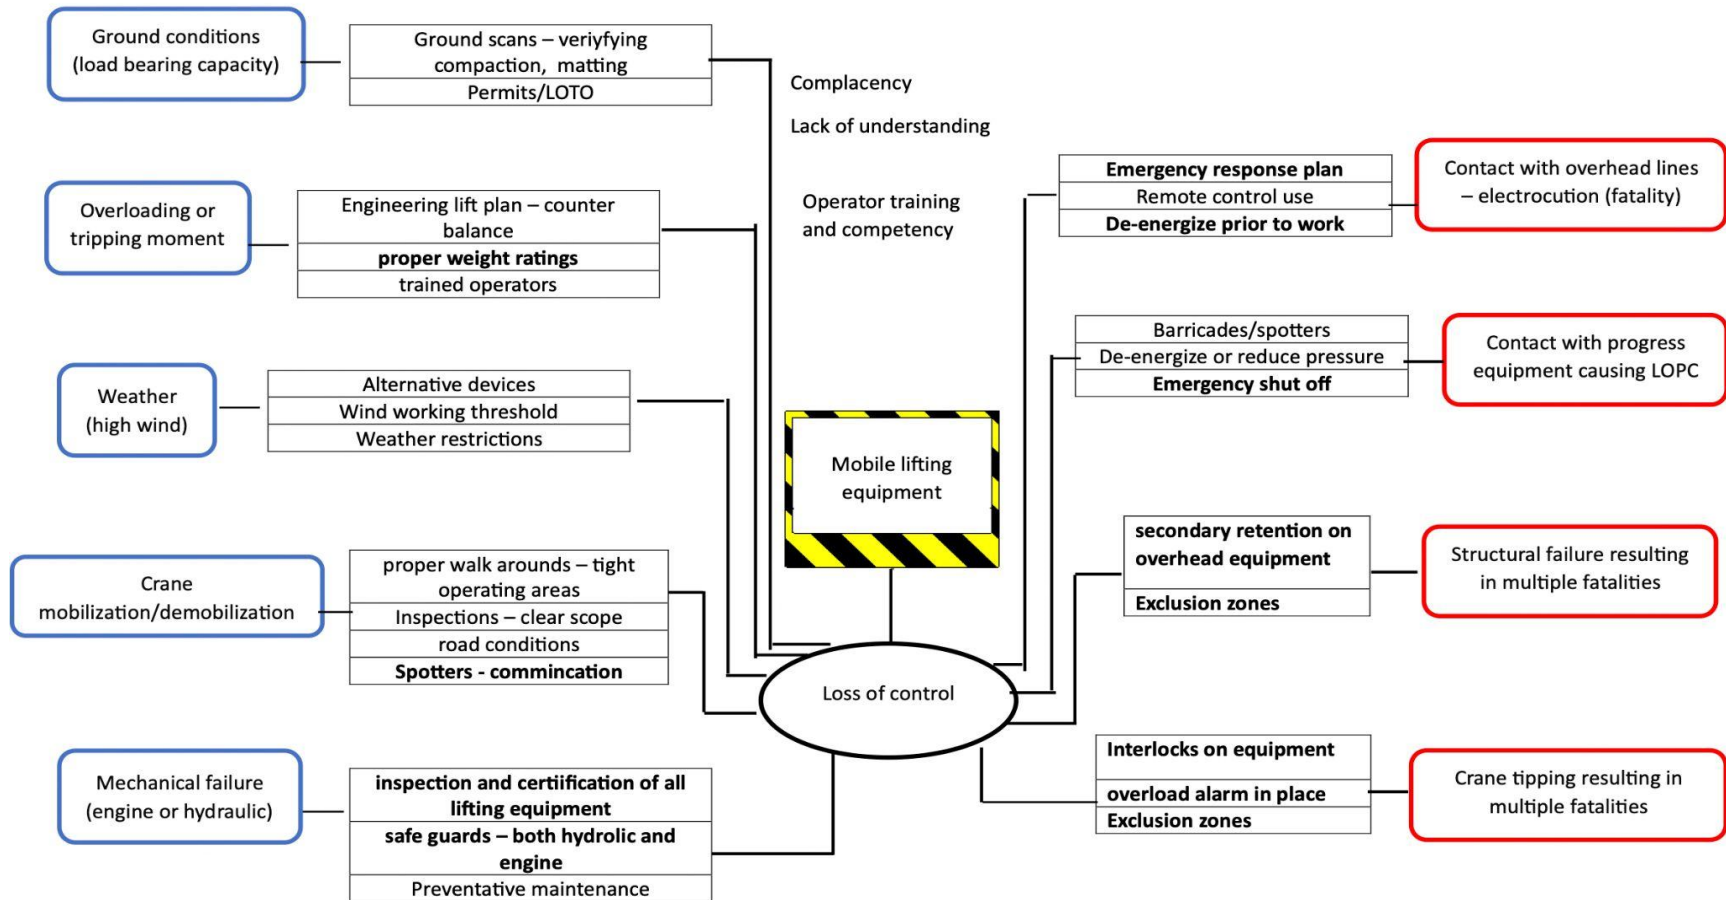 Ground conditions
(load bearing capacity)
Ground scans – veriyfying
compaction, matting
Permits/LOTO
Overloading or
tripping moment
Engineering lift plan – counter
balance
proper weight ratings
trained operators
Weather
(high wind)
Alternative devices
Wind working threshold
Weather restrictions
Crane
mobilization/demobilization
proper walk arounds – tight
operating areas
Inspections – clear scope
road conditions
Spotters - commincation
Mechanical failure
(engine or hydraulic)
inspection and certiification of all
lifting equipment
safe guards – both hydrolic and
engine
Preventative maintenance
Complacency
Lack of understanding
Operator training
and competency
Mobile lifting
equipment
Loss of control
Emergency response plan
Remote control use
De-energize prior to work
Contact with overhead lines
– electrocution (fatality)
Barricades/spotters
De-energize or reduce pressure
Emergency shut off
Contact with progress
equipment causing LOPC
secondary retention on
overhead equipment
Exclusion zones
Structural failure resulting
in multiple fatalities
Interlocks on equipment
overload alarm in place
Exclusion zones
Crane tipping resulting in
multiple fatalities